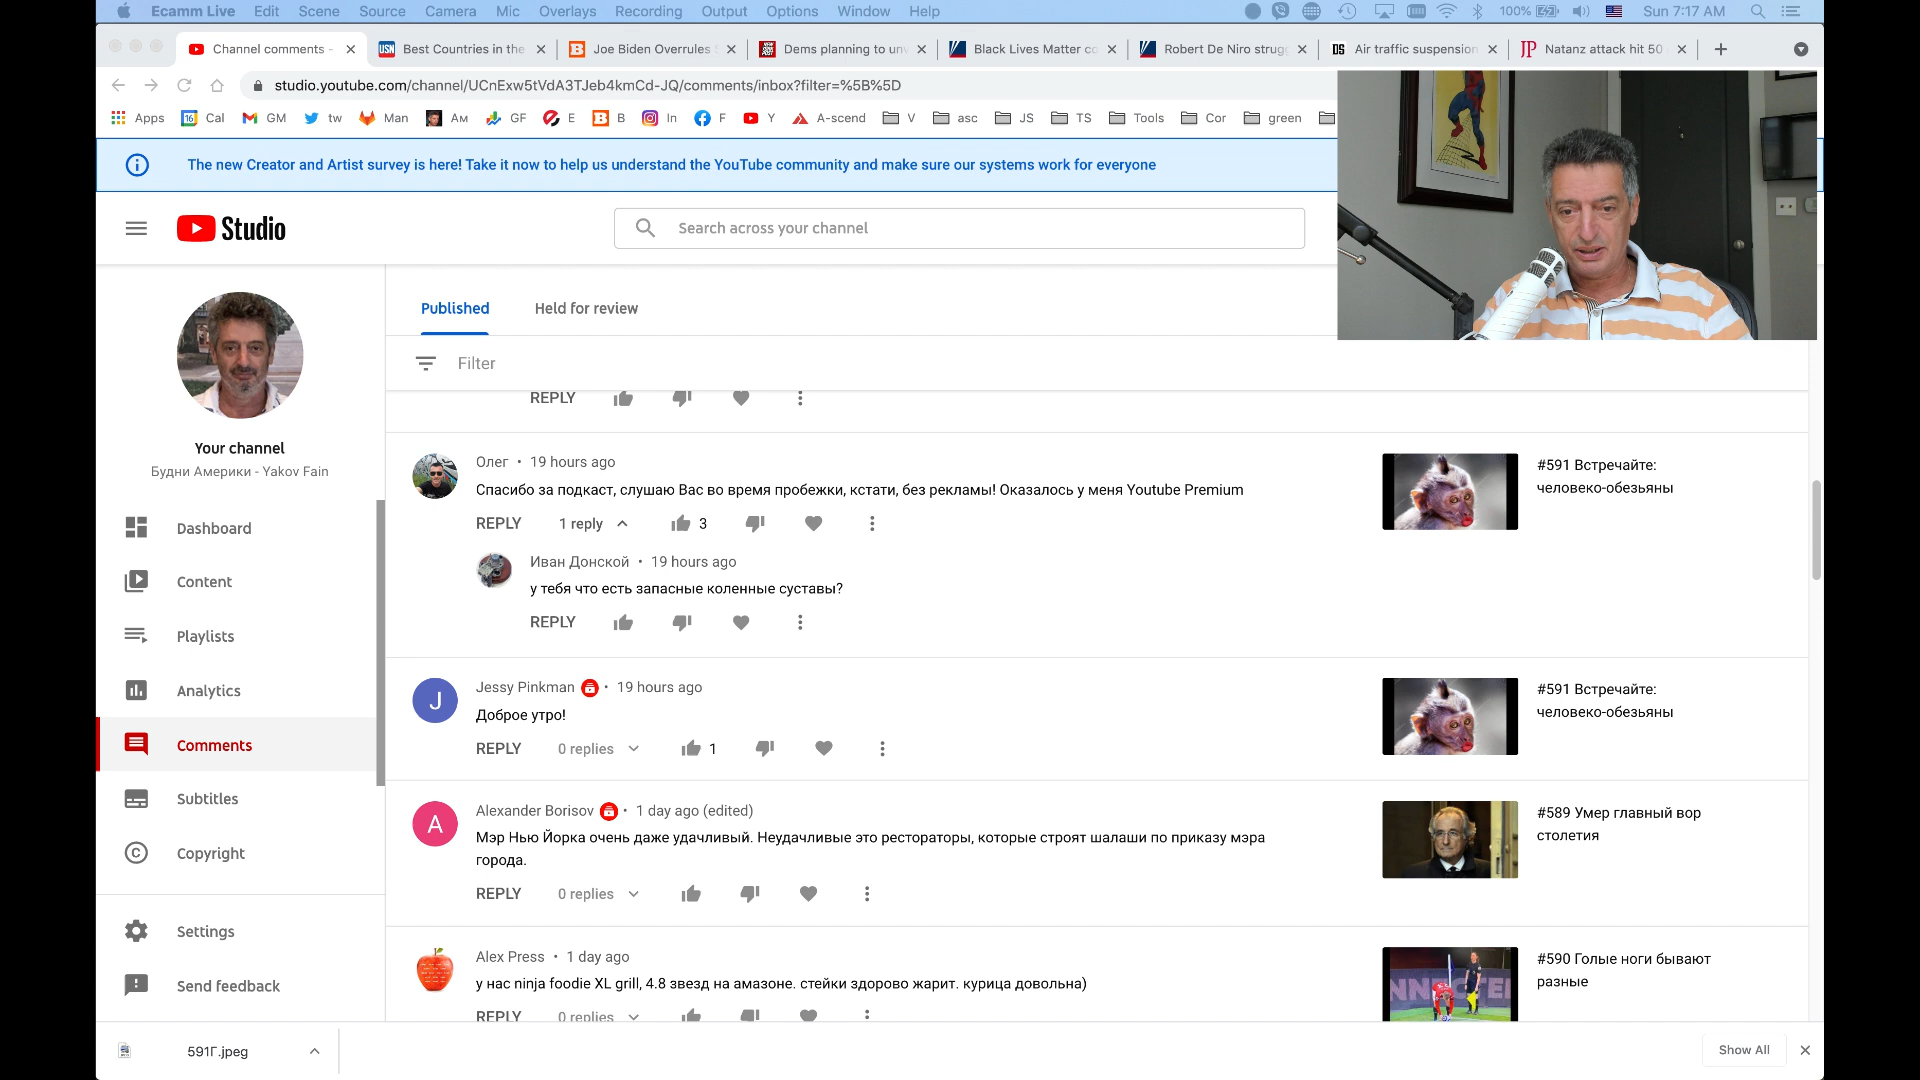 Ecamm Live Edit Scene Source Camera Mic Overlays Recording Output Options Window Help 100% Sun 7:17 AM
Channel comments - Best Countries in the Joe Biden Overrules Dems planning to un Black Lives Matter Robert De Niro strug Air traffic suspension Natanz attack hit 50
studio.youtube.com/channel/UCnExw5tVdA3TJeb4kmCd-JQ/comments/inbox?filter=%5B%5D
Apps Cal GM tw Man Ам GF E B In F Y A-scend V asc JS TS Tools Cor green
The new Creator and Artist survey is here! Take it now to help us understand the YouTube community and make sure our systems work for everyone
Studio
Search across your channel
Published Held for review
Filter
Your channel
Будни Америки - Yakov Fain
Dashboard
Content
Playlists
Analytics
Comments
Subtitles
Copyright
Settings
Send feedback
REPLY
Олег • 19 hours ago
Спасибо за подкаст, слушаю Вас во время пробежки, кстати, без рекламы! Оказалось у меня Youtube Premium
REPLY 1 reply 3
#591 Встречайте:
человеко-обезьяны
Иван Донской • 19 hours ago
у тебя что есть запасные коленные суставы?
REPLY
Jessy Pinkman • 19 hours ago
Доброе утро!
REPLY 0 replies 1
#591 Встречайте:
человеко-обезьяны
Alexander Borisov • 1 day ago (edited)
Мэр Нью Йорка очень даже удачливый. Неудачливые это рестораторы, которые строят шалаши по приказу мэра
города.
REPLY 0 replies
#589 Умер главный вор
столетия
Alex Press • 1 day ago
у нас ninja foodie XL grill, 4.8 звезд на амазоне. стейки здорово жарит. курица довольна)
REPLY 0 replies
#590 Голые ноги бывают
разные
591Г.jpeg
Show All